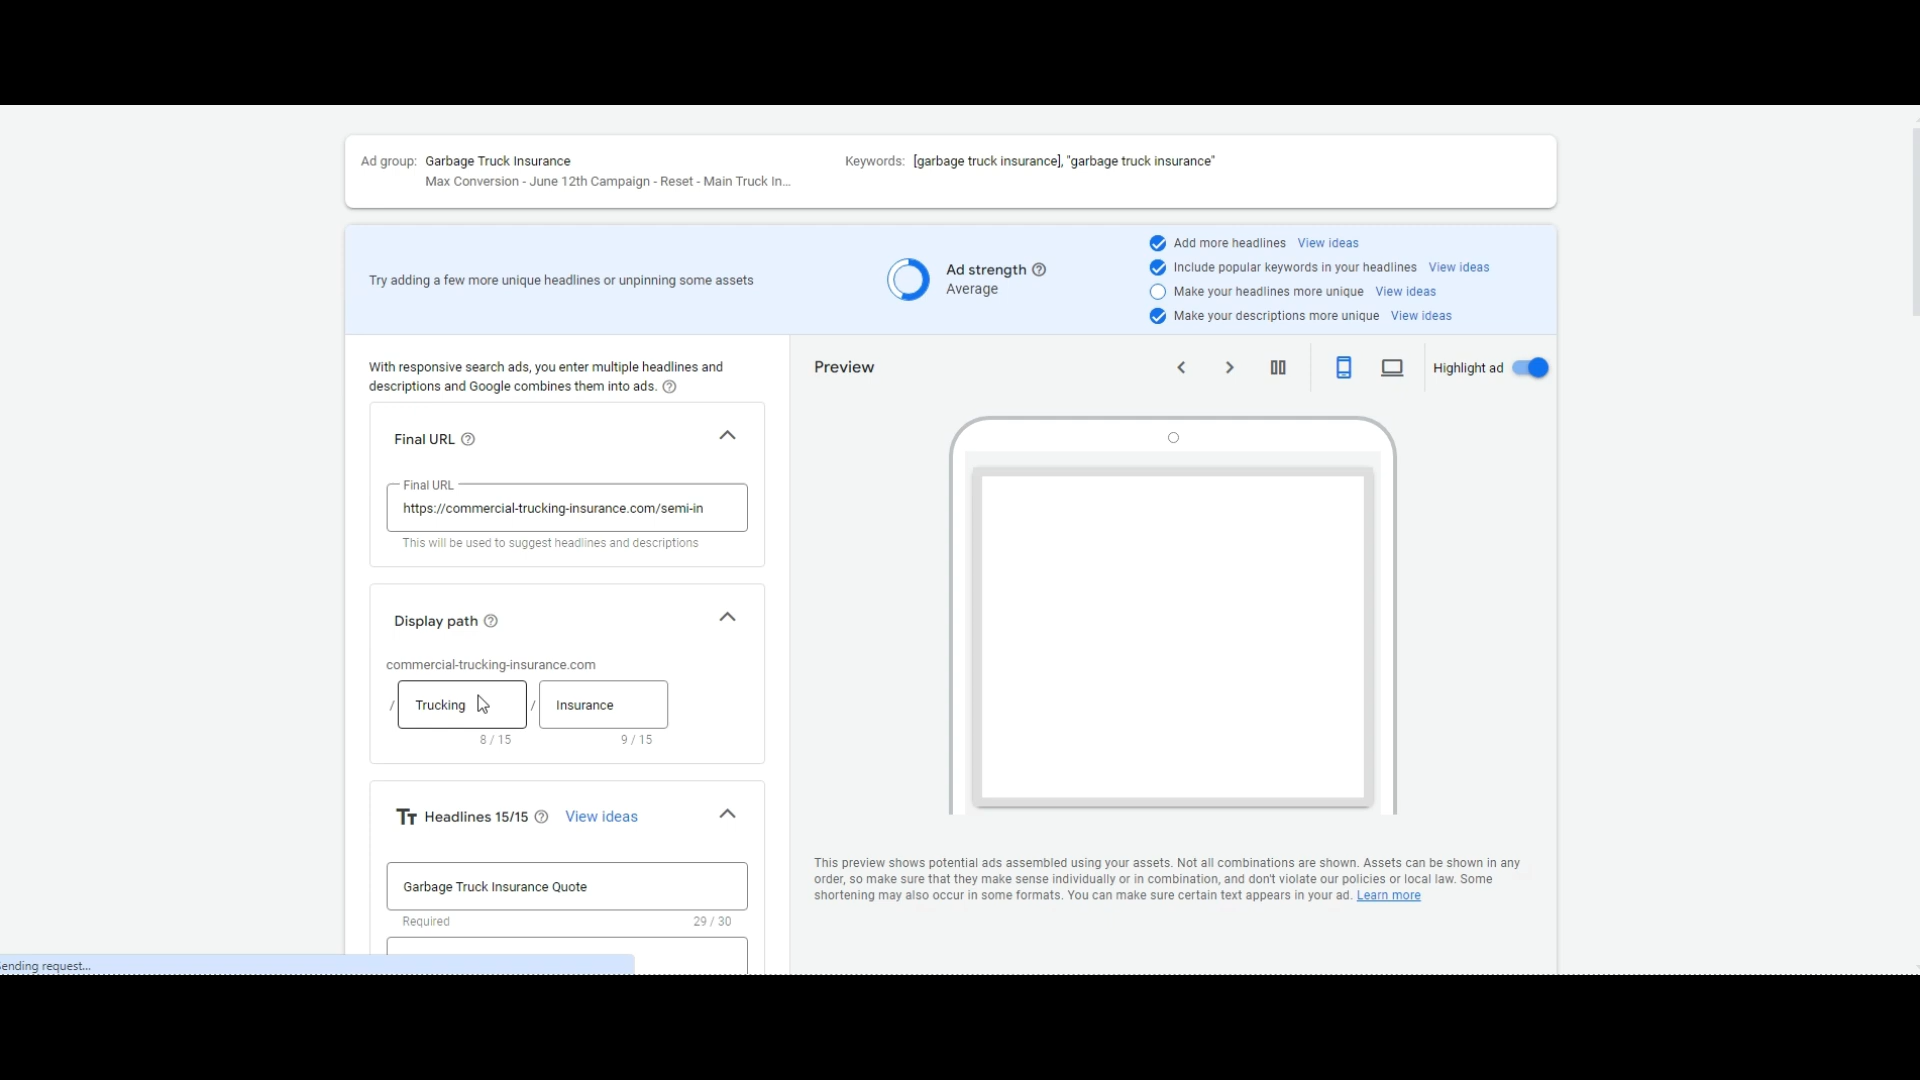 Ad group: Garbage Truck Insurance
Max Conversion - June 12th Campaign - Reset - Main Truck In...
Keywords: [garbage truck insurance], "garbage truck insurance"
Try adding a few more unique headlines or unpinning some assets
Ad strength
Average
Add more headlines View ideas
Include popular keywords in your headlines View ideas
Make your headlines more unique View ideas
Make your descriptions more unique View ideas
With responsive search ads, you enter multiple headlines and
descriptions and Google combines them into ads.
Final URL
Final URL
https://commercial-trucking-insurance.com/semi-in
This will be used to suggest headlines and descriptions
Display path
commercial-trucking-insurance.com
/ Trucking / Insurance
8 / 15 9 / 15
Tт Headlines 15/15 View ideas
Garbage Truck Insurance Quote
Required 29 / 30
Preview
Highlight ad
This preview shows potential ads assembled using your assets. Not all combinations are shown. Assets can be shown in any
order, so make sure that they make sense individually or in combination, and don't violate our policies or local law. Some
shortening may also occur in some formats. You can make sure certain text appears in your ad. Learn more
ending request...